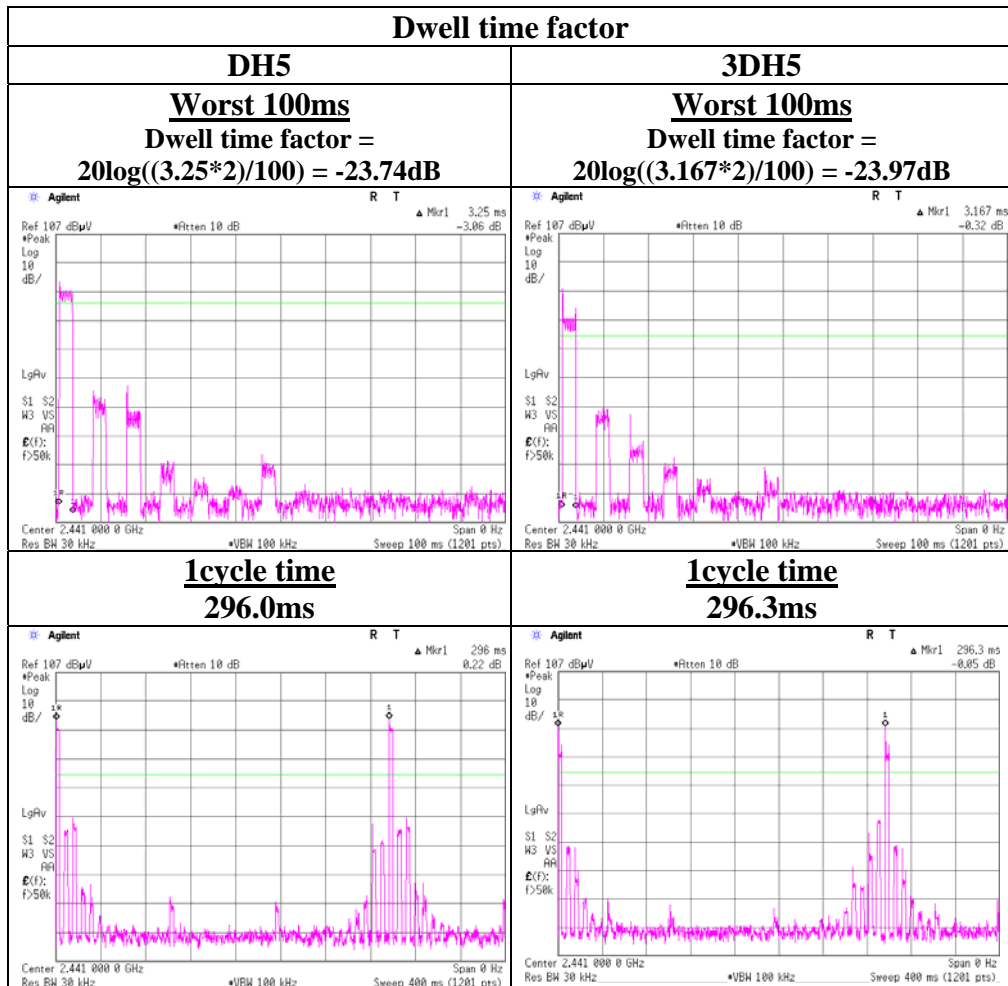 Dwell time factor
DH5
3DH5
Worst 100ms
Dwell time factor =
20log((3.25*2)/100) = -23.74dB
Worst 100ms
Dwell time factor =
20log((3.167*2)/100) = -23.97dB
Agilent R T
Δ Mkr1 3.25 ms
Ref 107 dBµV *Atten 10 dB -3.06 dB
*Peak
Log
10
dB/
LgAv
S1 S2
W3 VS
AA
£(f):
f>50k
1R
1
Center 2.441 000 0 GHz Span 0 Hz
Res BW 30 kHz *VBW 100 kHz Sweep 100 ms (1201 pts)
Agilent R T
Δ Mkr1 3.167 ms
Ref 107 dBµV *Atten 10 dB -0.32 dB
*Peak
Log
10
dB/
LgAv
S1 S2
W3 VS
AA
£(f):
f>50k
1R
1
Center 2.441 000 0 GHz Span 0 Hz
Res BW 30 kHz *VBW 100 kHz Sweep 100 ms (1201 pts)
1cycle time
296.0ms
1cycle time
296.3ms
Agilent R T
Δ Mkr1 296 ms
Ref 107 dBµV *Atten 10 dB 0.22 dB
*Peak
Log
10
dB/
1R
1
LgAv
S1 S2
W3 VS
AA
£(f):
f>50k
Center 2.441 000 0 GHz Span 0 Hz
Res BW 30 kHz *VBW 100 kHz Sweep 400 ms (1201 pts)
Agilent R T
Δ Mkr1 296.3 ms
Ref 107 dBµV *Atten 10 dB -0.05 dB
*Peak
Log
10
dB/
1R
1
LgAv
S1 S2
W3 VS
AA
£(f):
f>50k
Center 2.441 000 0 GHz Span 0 Hz
Res BW 30 kHz *VBW 100 kHz Sweep 400 ms (1201 pts)